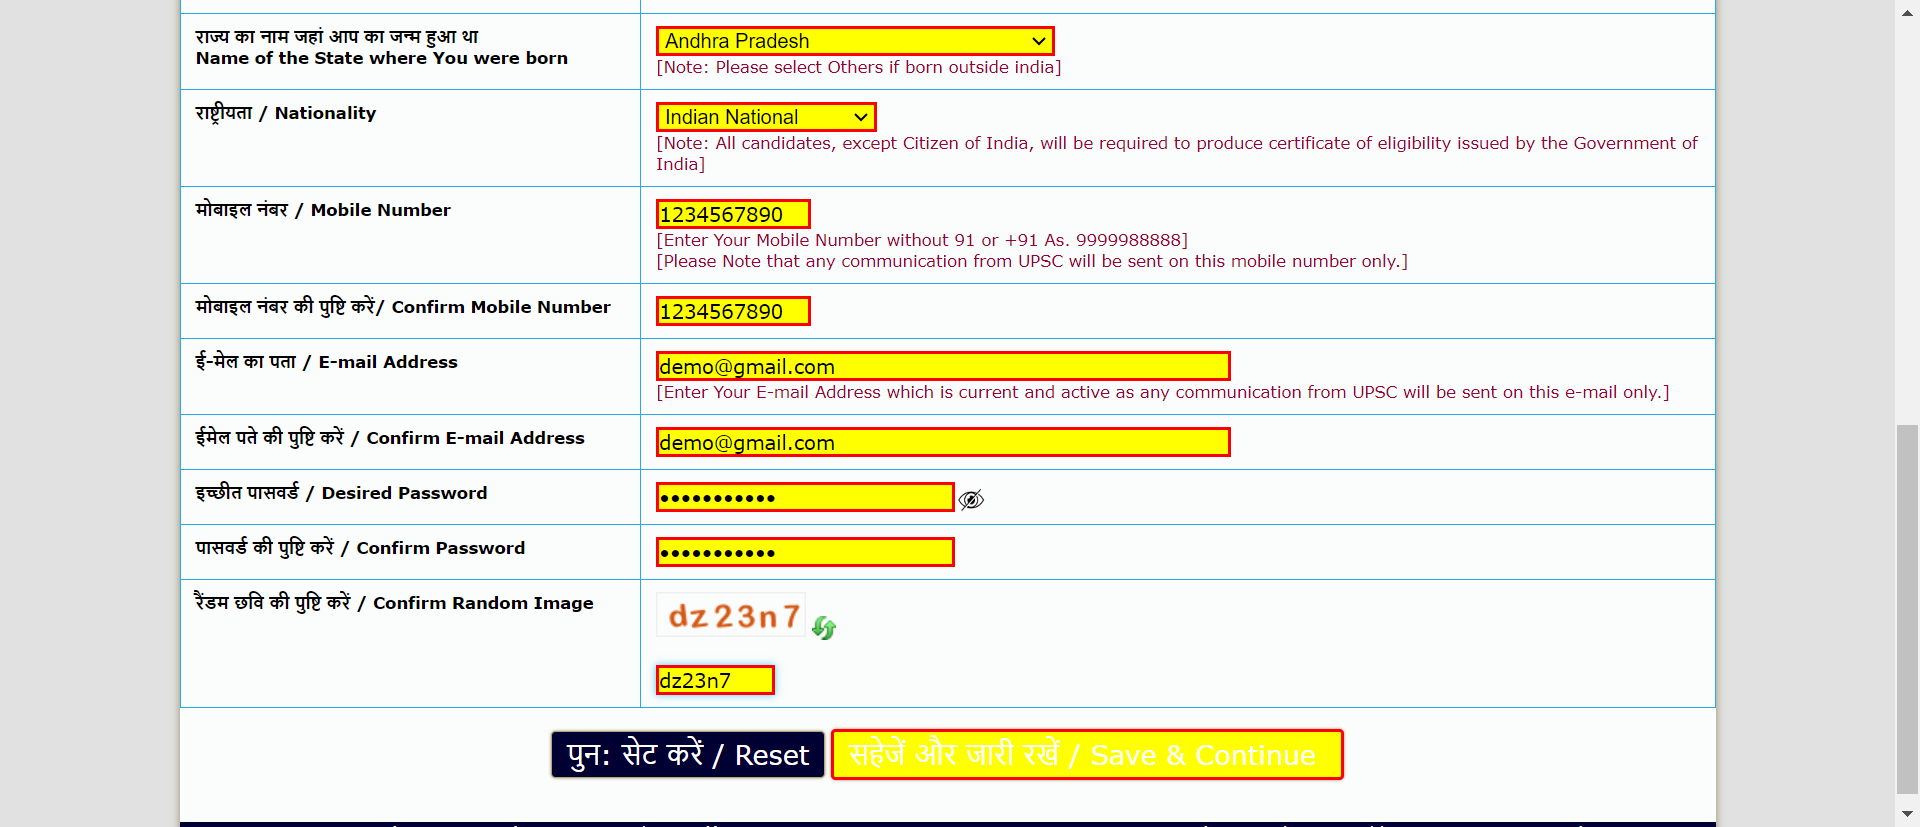 राज्य का नाम जहां आप का जन्म हुआ था
Name of the State where You were born
Andhra Pradesh
[Note: Please select Others if born outside india]
राष्ट्रीयता / Nationality
Indian National
[Note: All candidates, except Citizen of India, will be required to produce certificate of eligibility issued by the Government of
India]
मोबाइल नंबर / Mobile Number
1234567890
[Enter Your Mobile Number without 91 or +91 As. 9999988888]
[Please Note that any communication from UPSC will be sent on this mobile number only.]
मोबाइल नंबर की पुष्टि करें/ Confirm Mobile Number
1234567890
ई-मेल का पता / E-mail Address
demo@gmail.com
[Enter Your E-mail Address which is current and active as any communication from UPSC will be sent on this e-mail only.]
ईमेल पते की पुष्टि करें / Confirm E-mail Address
demo@gmail.com
इच्छीत पासवर्ड / Desired Password
•••••••••••
पासवर्ड की पुष्टि करें / Confirm Password
•••••••••••
रैंडम छवि की पुष्टि करें / Confirm Random Image
dz23n7
dz23n7
पुन: सेट करें / Reset
सहेजें और जारी रखें / Save & Continue